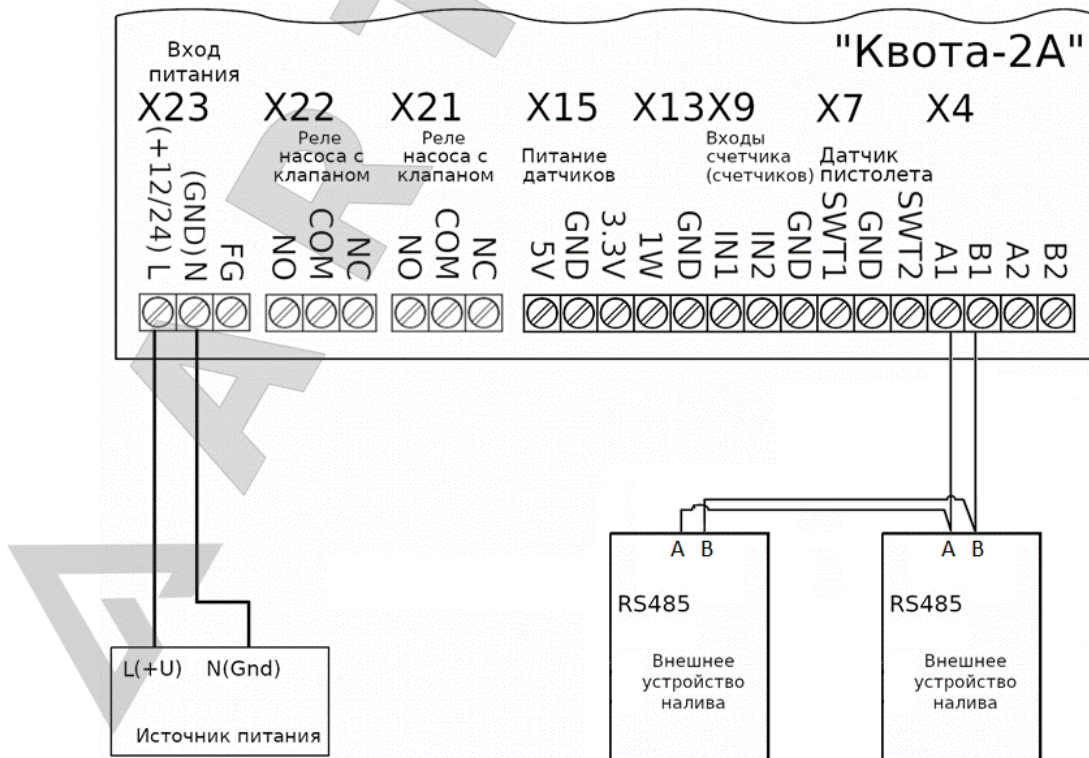 "Квота-2А"
Вход
питания
X23
X22
X21
X15
X13
X9
X7
X4
Реле
насоса с
клапаном
Реле
насоса с
клапаном
Питание
датчиков
Входы
счетчика
(счетчиков)
Датчик
пистолета
(+12/24) L
(GND) N
FG
NO
COM
NC
NO
COM
NC
5V
GND
3.3V
1W
GND
IN1
IN2
GND
SWT1
GND
SWT2
A1
B1
A2
B2
A B
A B
RS485
RS485
Внешнее
устройство
налива
Внешнее
устройство
налива
L(+U) N(Gnd)
Источник питания